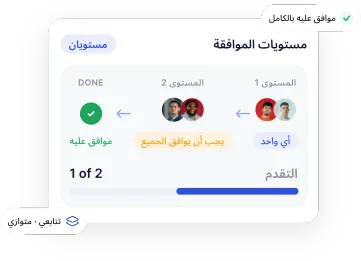 موافق عليه بالكامل
مستويات الموافقة
مستويان
المستوى 1
المستوى 2
DONE
أي واحد
يجب أن يوافق الجميع
موافق عليه
التقدم
1 of 2
تتابعي · متوازي